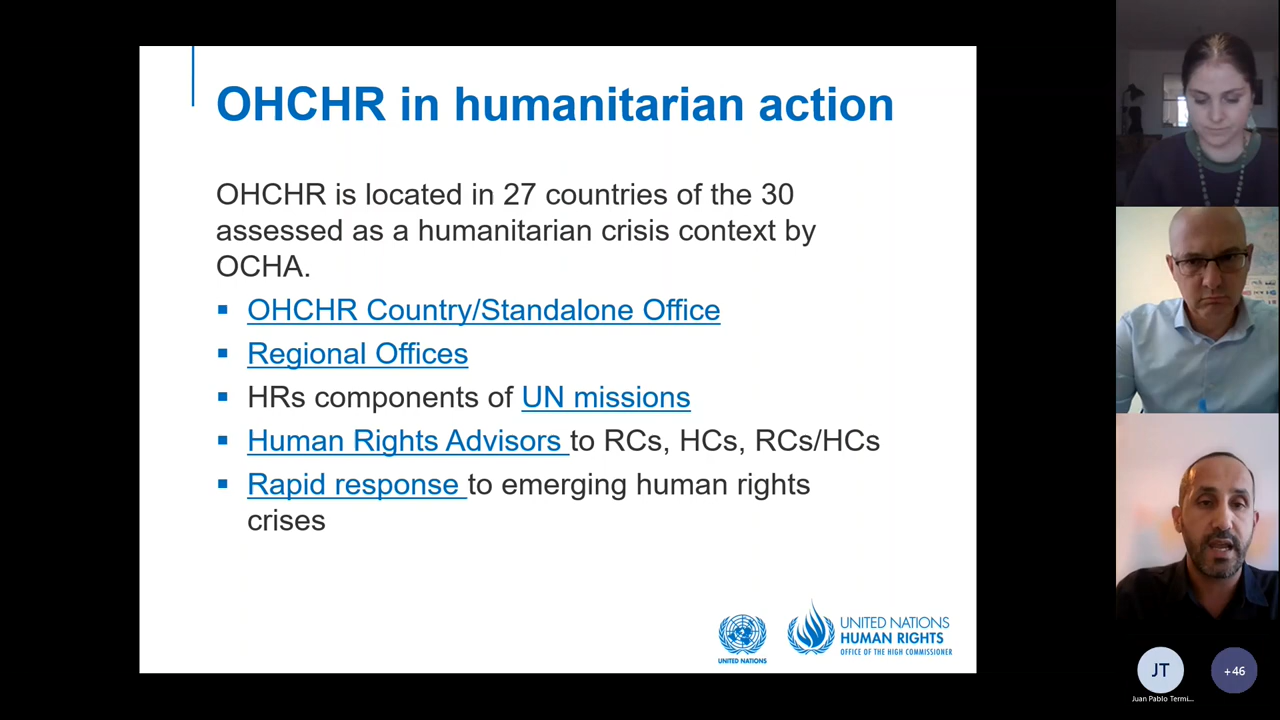 OHCHR in humanitarian action
OHCHR is located in 27 countries of the 30
assessed as a humanitarian crisis context by
OCHA.
▪ OHCHR Country/Standalone Office
▪ Regional Offices
▪ HRs components of UN missions
▪ Human Rights Advisors to RCs, HCs, RCs/HCs
▪ Rapid response to emerging human rights
crises
UNITED NATIONS
UNITED NATIONS
HUMAN RIGHTS
OFFICE OF THE HIGH COMMISSIONER
JT
+46
Juan Pablo Termi...